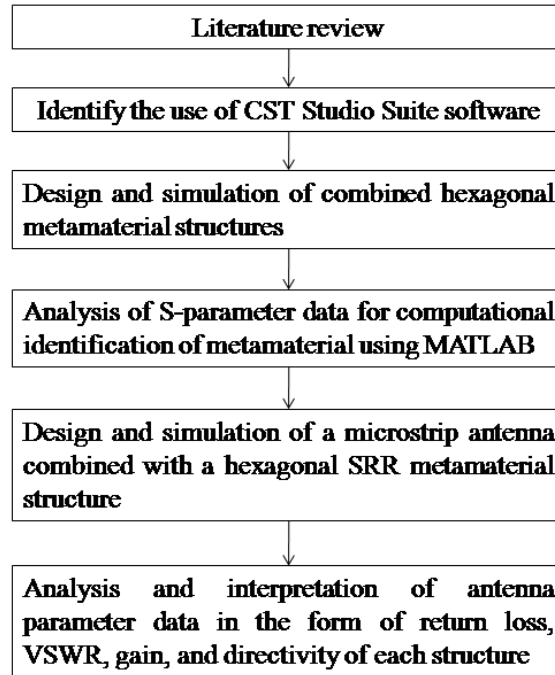 Literature review
Identify the use of CST Studio Suite software
Design and simulation of combined hexagonal
metamaterial structures
Analysis of S-parameter data for computational
identification of metamaterial using MATLAB
Design and simulation of a microstrip antenna
combined with a hexagonal SRR metamaterial
structure
Analysis and interpretation of antenna
parameter data in the form of return loss,
VSWR, gain, and directivity of each structure